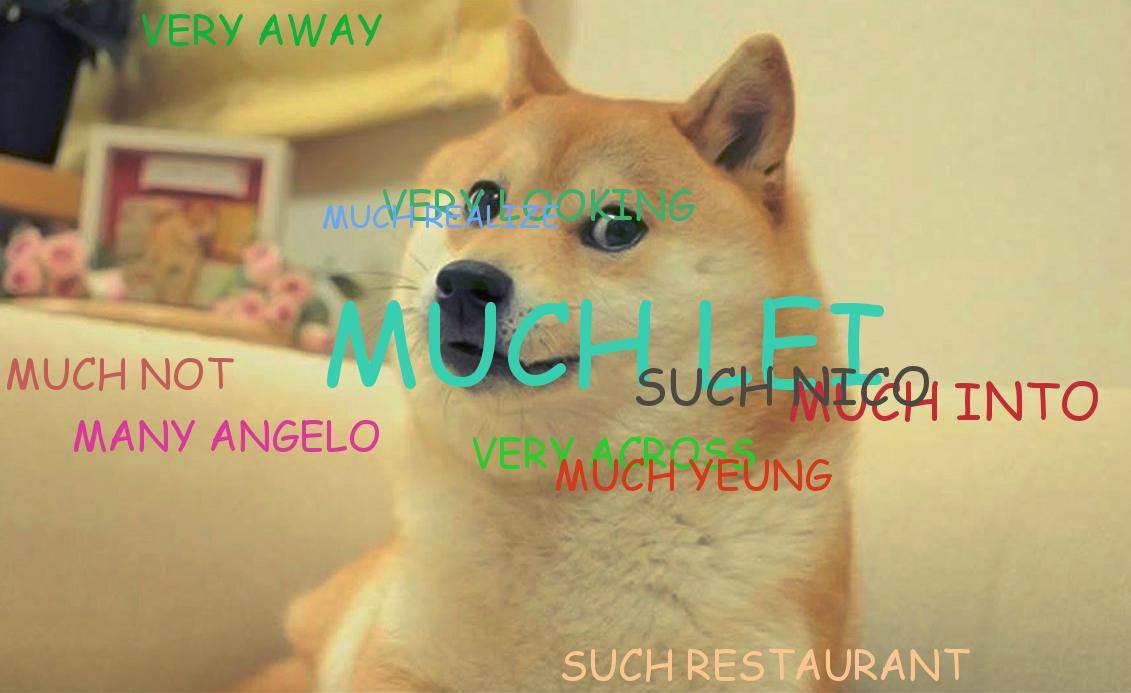 VERY AWAY
VERY LOOKING
MUCH REALIZE
MUCH LEI
MUCH NOT
SUCH NICO
MUCH INTO
MANY ANGELO
VERY ACROSS
MUCH YEUNG
SUCH RESTAURANT